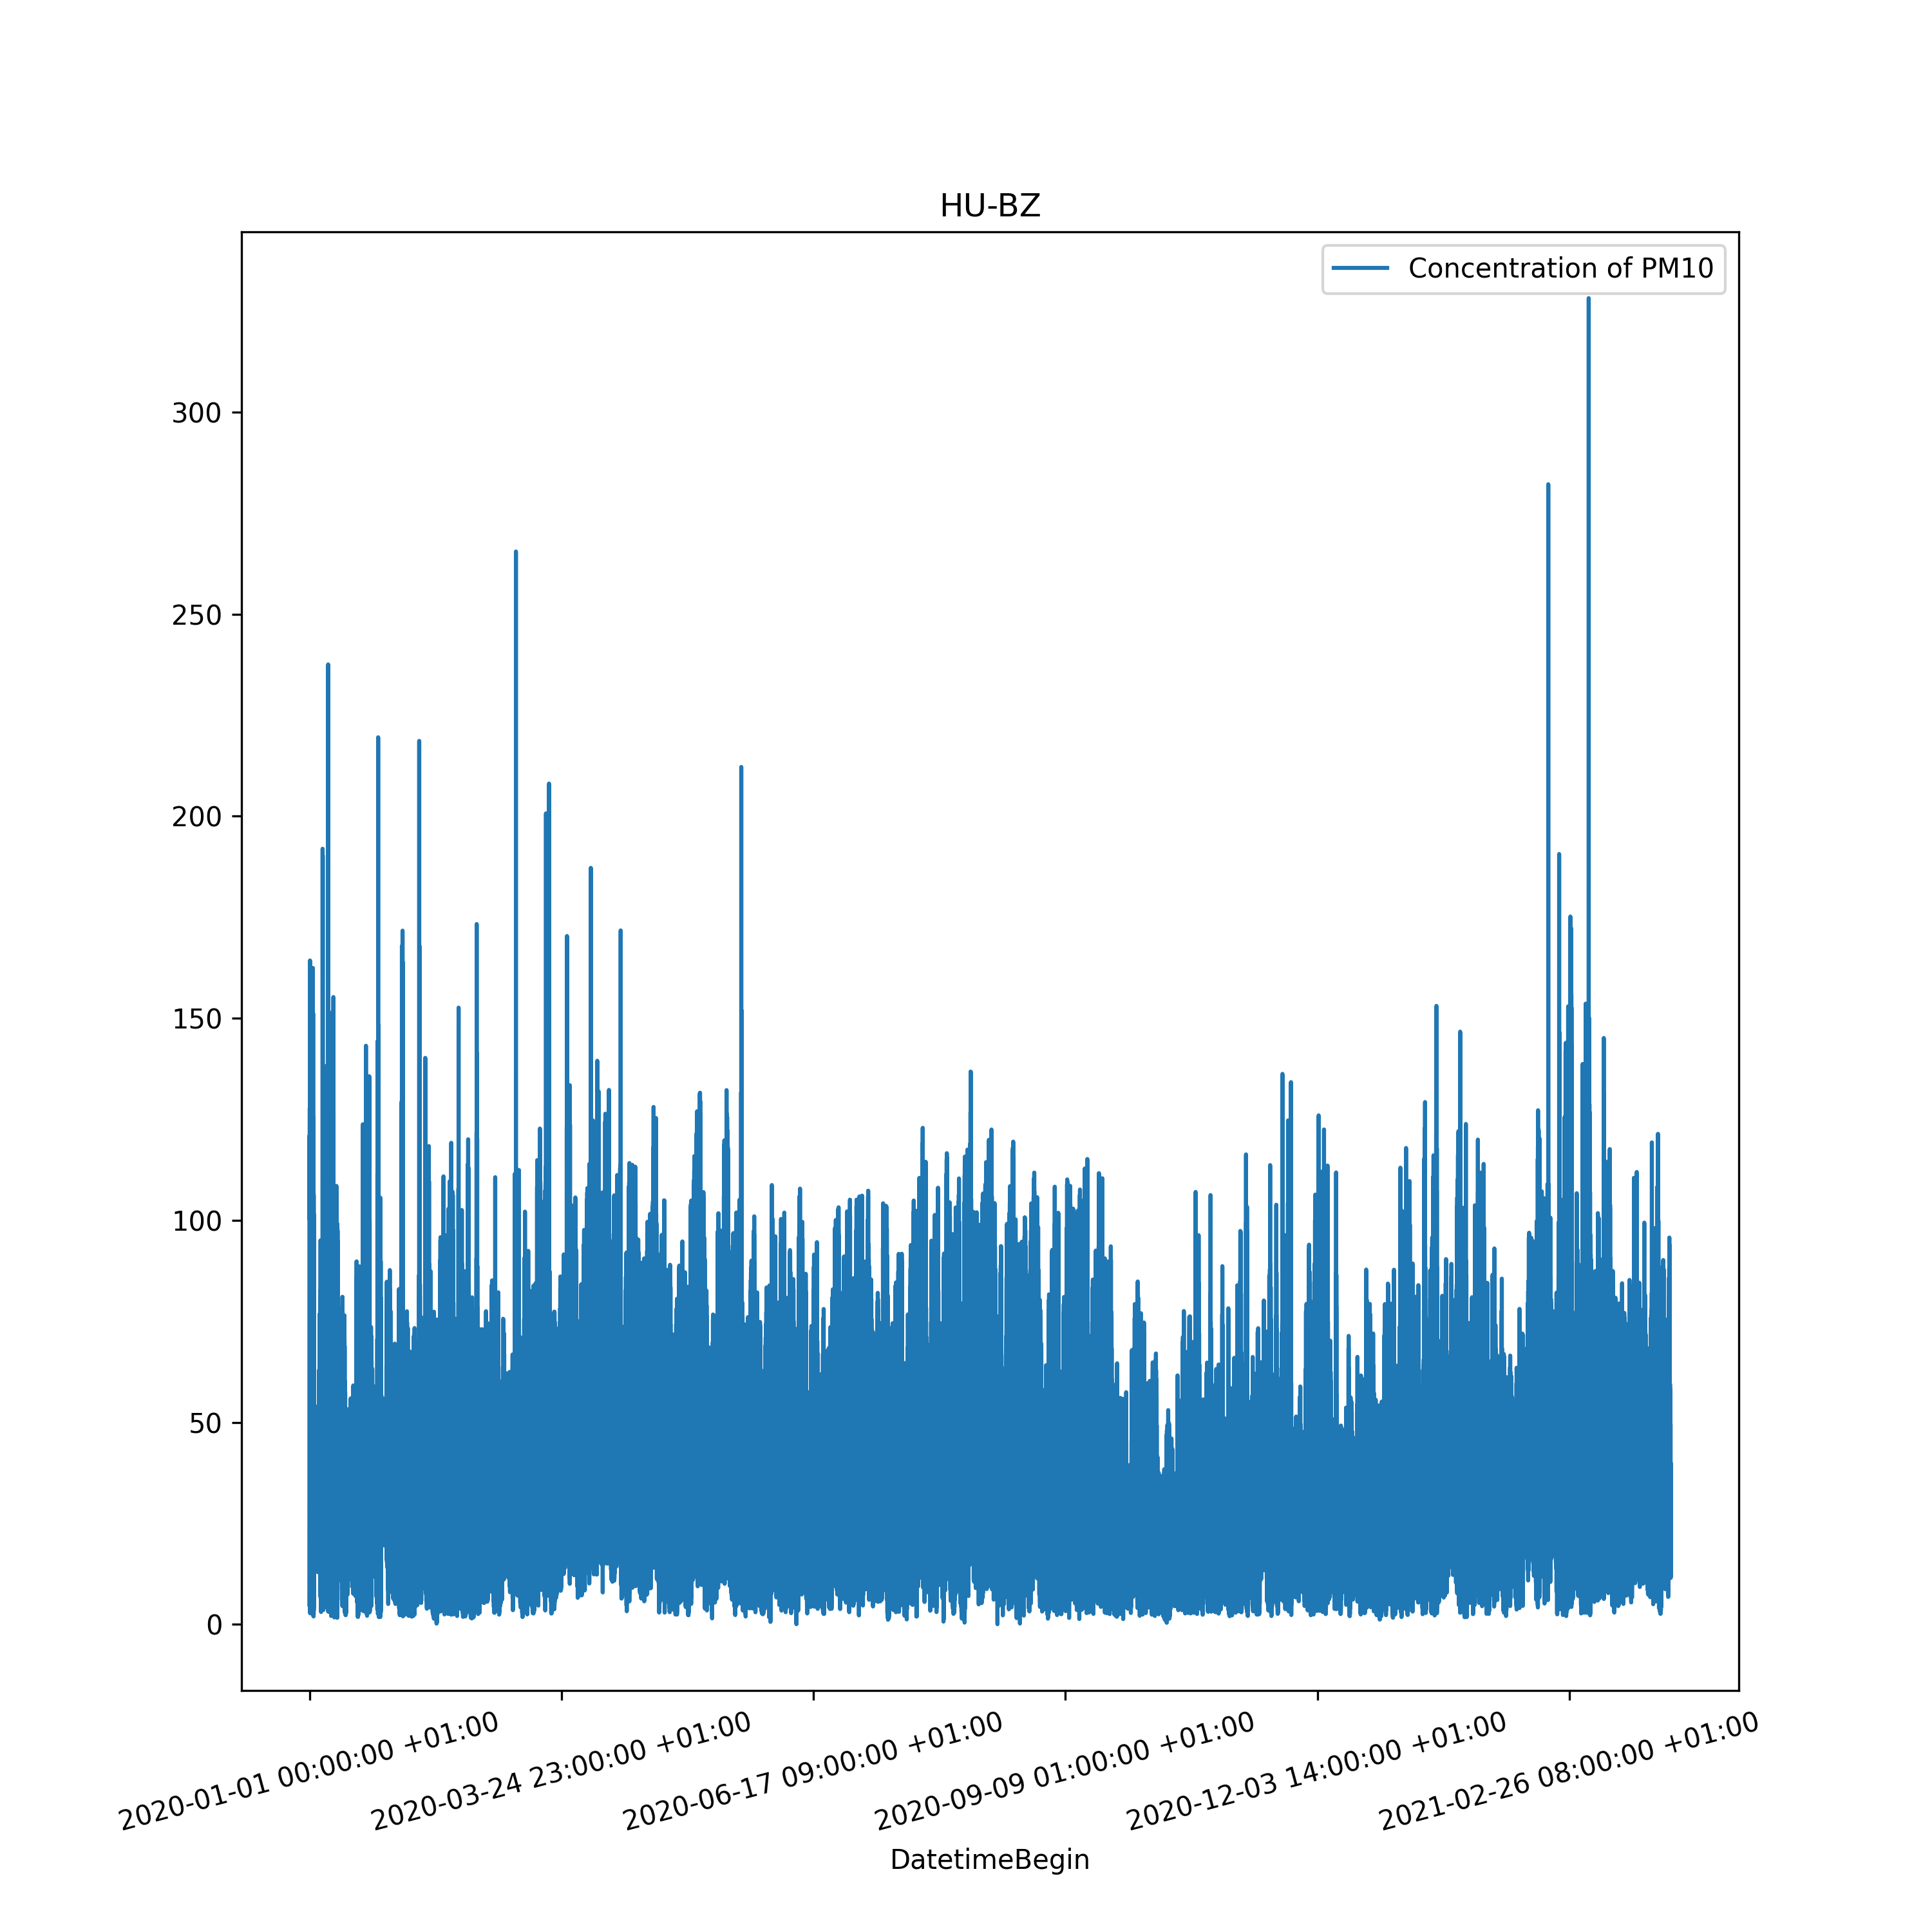 HU-BZ
Concentration of PM10
300
250
200
150
100
50
0
2020-01-01 00:00:00 +01:00
2020-03-24 23:00:00 +01:00
2020-06-17 09:00:00 +01:00
2020-09-09 01:00:00 +01:00
2020-12-03 14:00:00 +01:00
2021-02-26 08:00:00 +01:00
DatetimeBegin